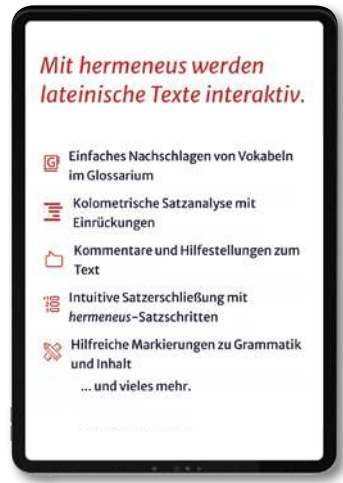 Mit hermeneus werden
lateinische Texte interaktiv.
G
Einfaches Nachschlagen von Vokabeln
im Glossarium
Kolometrische Satzanalyse mit
Einrückungen
Kommentare und Hilfestellungen zum
Text
Intuitive Satzerschließung mit
hermeneus-Satzschritten
Hilfreiche Markierungen zu Grammatik
und Inhalt
... und vieles mehr.